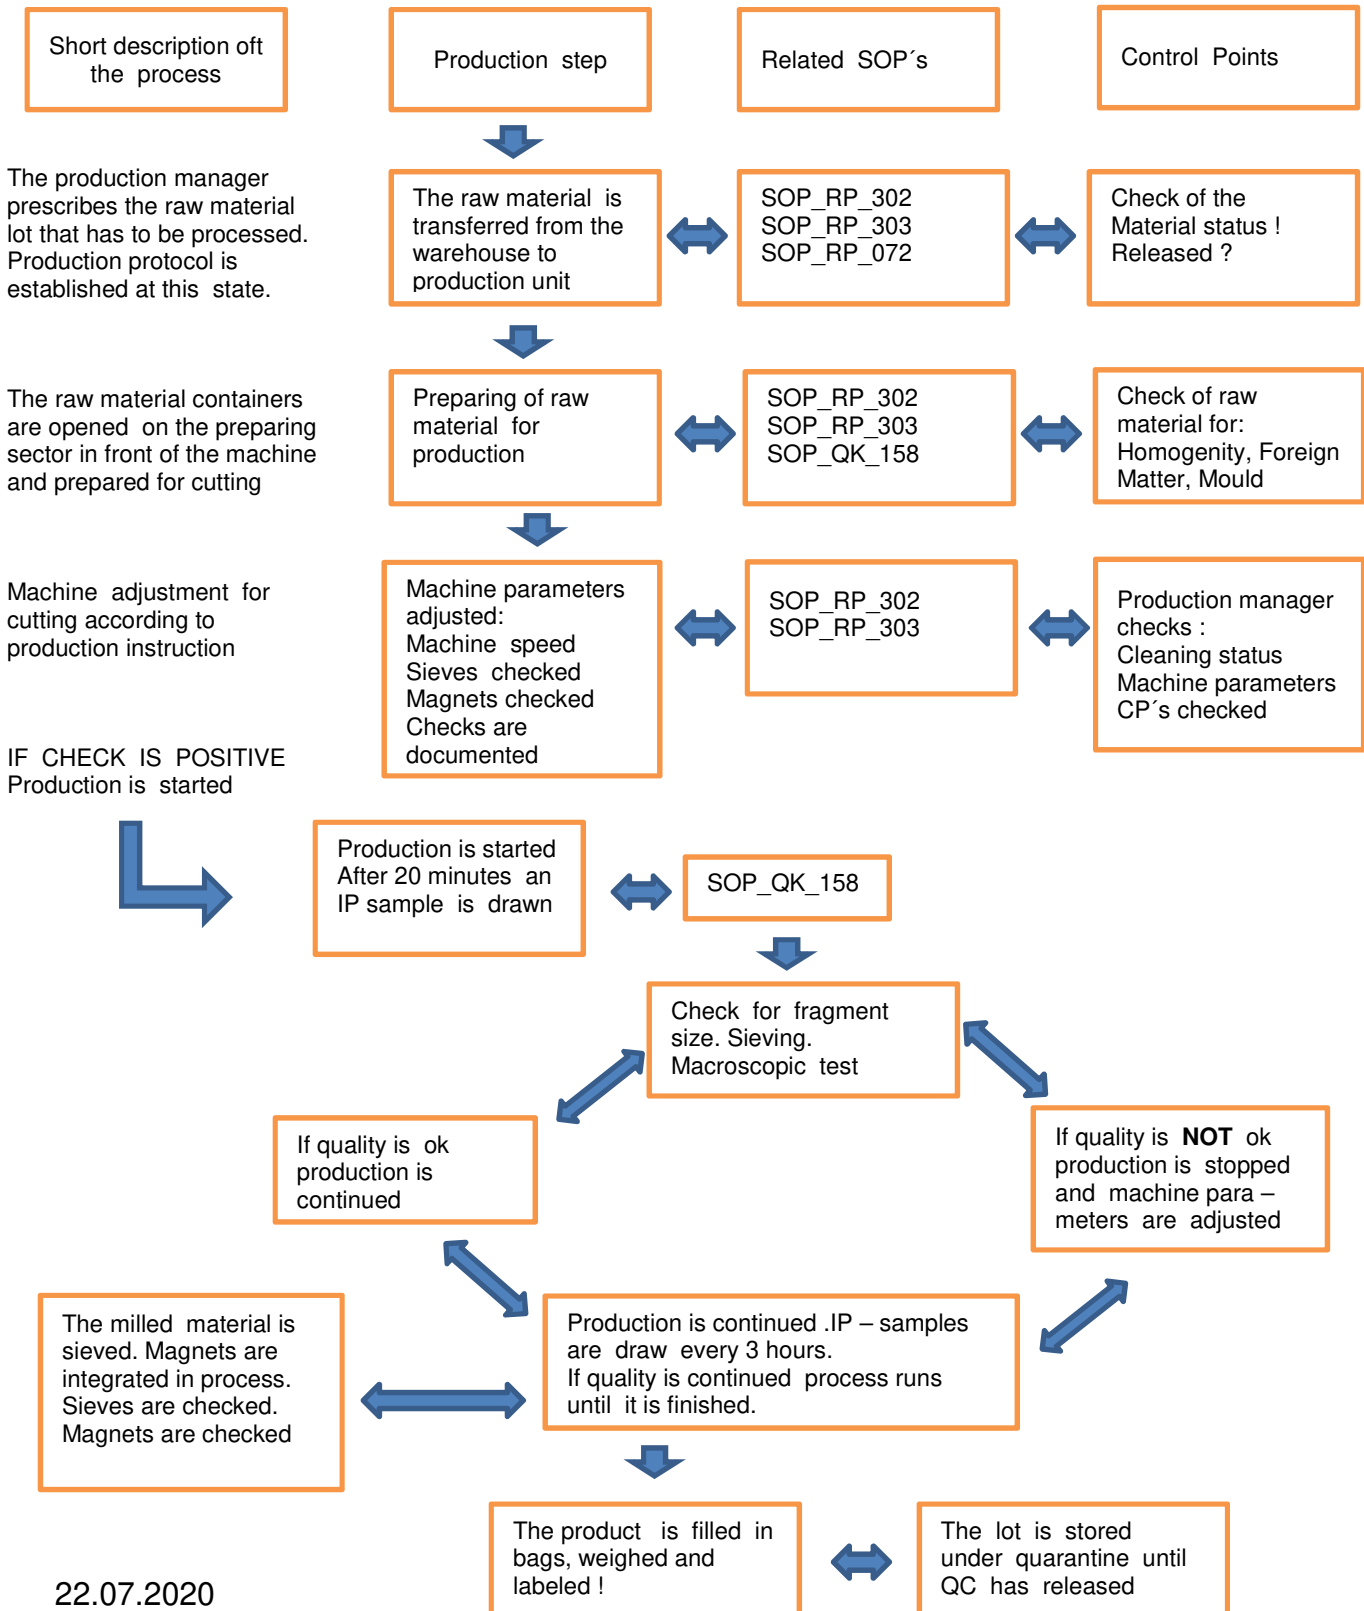 Short description oft
the process
Production step
Related SOP´s
Control Points
The production manager
prescribes the raw material
lot that has to be processed.
Production protocol is
established at this state.
The raw material is
transferred from the
warehouse to
production unit
SOP_RP_302
SOP_RP_303
SOP_RP_072
Check of the
Material status !
Released ?
The raw material containers
are opened on the preparing
sector in front of the machine
and prepared for cutting
Preparing of raw
material for
production
SOP_RP_302
SOP_RP_303
SOP_QK_158
Check of raw
material for:
Homogenity, Foreign
Matter, Mould
Machine adjustment for
cutting according to
production instruction
Machine parameters
adjusted:
Machine speed
Sieves checked
Magnets checked
Checks are
documented
SOP_RP_302
SOP_RP_303
Production manager
checks :
Cleaning status
Machine parameters
CP´s checked
IF CHECK IS POSITIVE
Production is started
Production is started
After 20 minutes an
IP sample is drawn
SOP_QK_158
Check for fragment
size. Sieving.
Macroscopic test
If quality is ok
production is
continued
If quality is NOT ok
production is stopped
and machine para –
meters are adjusted
The milled material is
sieved. Magnets are
integrated in process.
Sieves are checked.
Magnets are checked
Production is continued .IP – samples
are draw every 3 hours.
If quality is continued process runs
until it is finished.
The product is filled in
bags, weighed and
labeled !
The lot is stored
under quarantine until
QC has released
22.07.2020